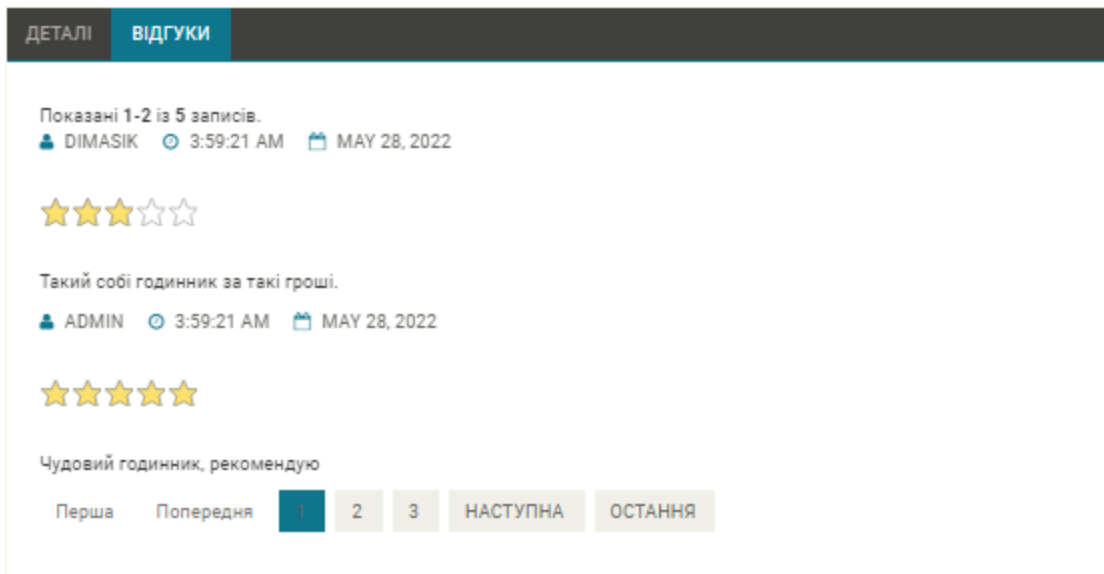 ДЕТАЛІ ВІДГУКИ
Показані 1-2 із 5 записів.
DIMASIK 3:59:21 AM MAY 28, 2022
Такий собі годинник за такі гроші.
ADMIN 3:59:21 AM MAY 28, 2022
Чудовий годинник, рекомендую
Перша Попередня 1 2 3 НАСТУПНА ОСТАННЯ